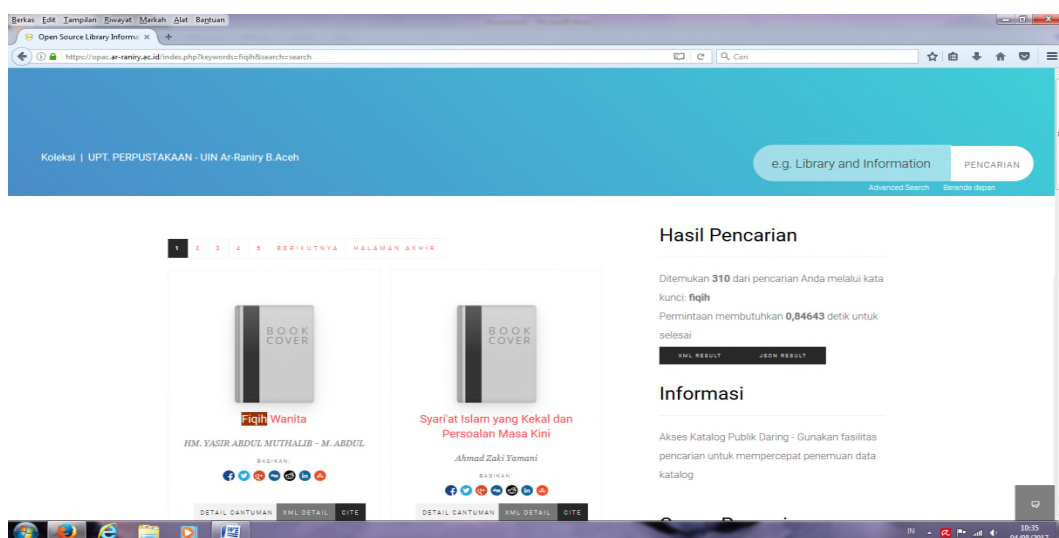 Berkas Edit Tampilan Riwayat Markah Alat Bantuan
Open Source Library Informa
https://opac.ar-raniry.ac.id/index.php?keywords=fiqih&search=search
Cari
Koleksi | UPT. PERPUSTAKAAN - UIN Ar-Raniry B.Aceh
e.g. Library and Information
PENCARIAN
Advanced Search Beranda depan
1 2 3 4 5 BERIKUTNYA HALAMAN AKHIR
BOOK
COVER
Fiqih Wanita
HM. YASIR ABDUL MUTHALIB - M. ABDUL
BAGIKAN:
DETAIL CANTUMAN XML DETAIL CITE
BOOK
COVER
Syari'at Islam yang Kekal dan
Persoalan Masa Kini
Ahmad Zaki Yamani
BAGIKAN:
DETAIL CANTUMAN XML DETAIL CITE
Hasil Pencarian
Ditemukan 310 dari pencarian Anda melalui kata
kunci: fiqih
Permintaan membutuhkan 0,84643 detik untuk
selesai
XML RESULT JSON RESULT
Informasi
Akses Katalog Publik Daring - Gunakan fasilitas
pencarian untuk mempercepat penemuan data
katalog
IN
10:35
04/08/2017